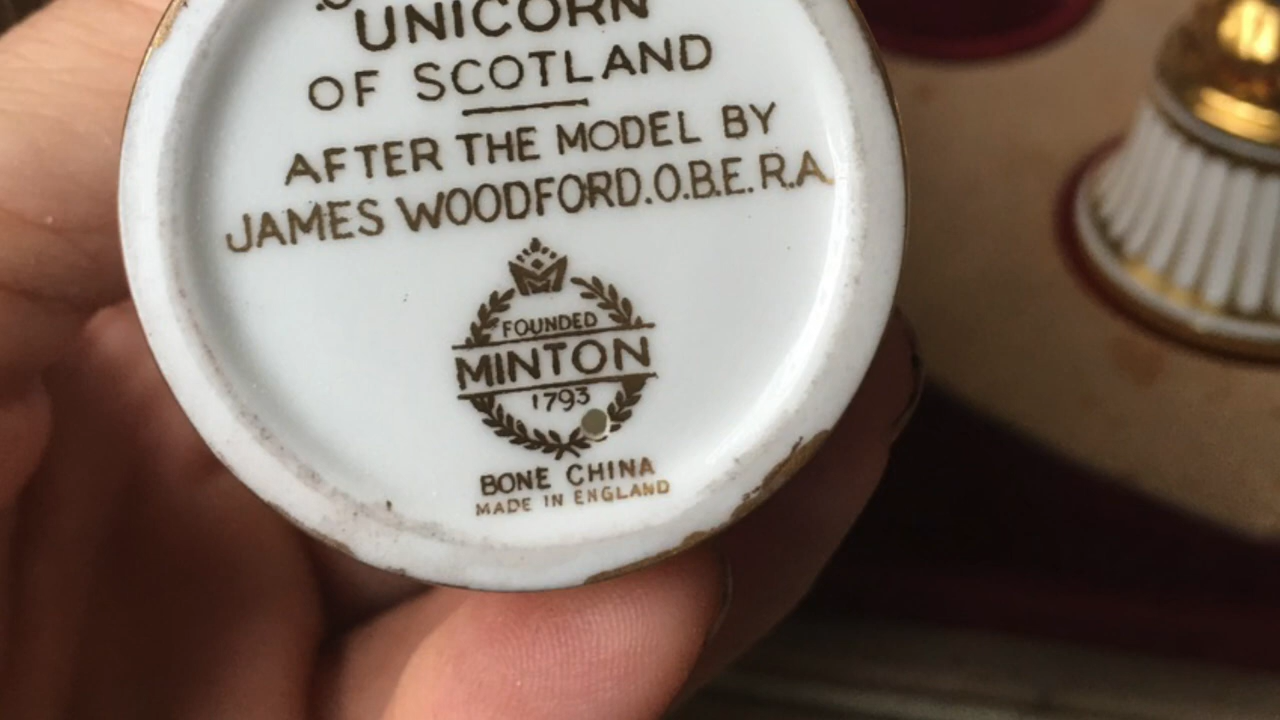 UNICORN
OF SCOTLAND
AFTER THE MODEL BY
JAMES WOODFORD.O.B.E.R.A.
FOUNDED
MINTON
1793
BONE CHINA
MADE IN ENGLAND